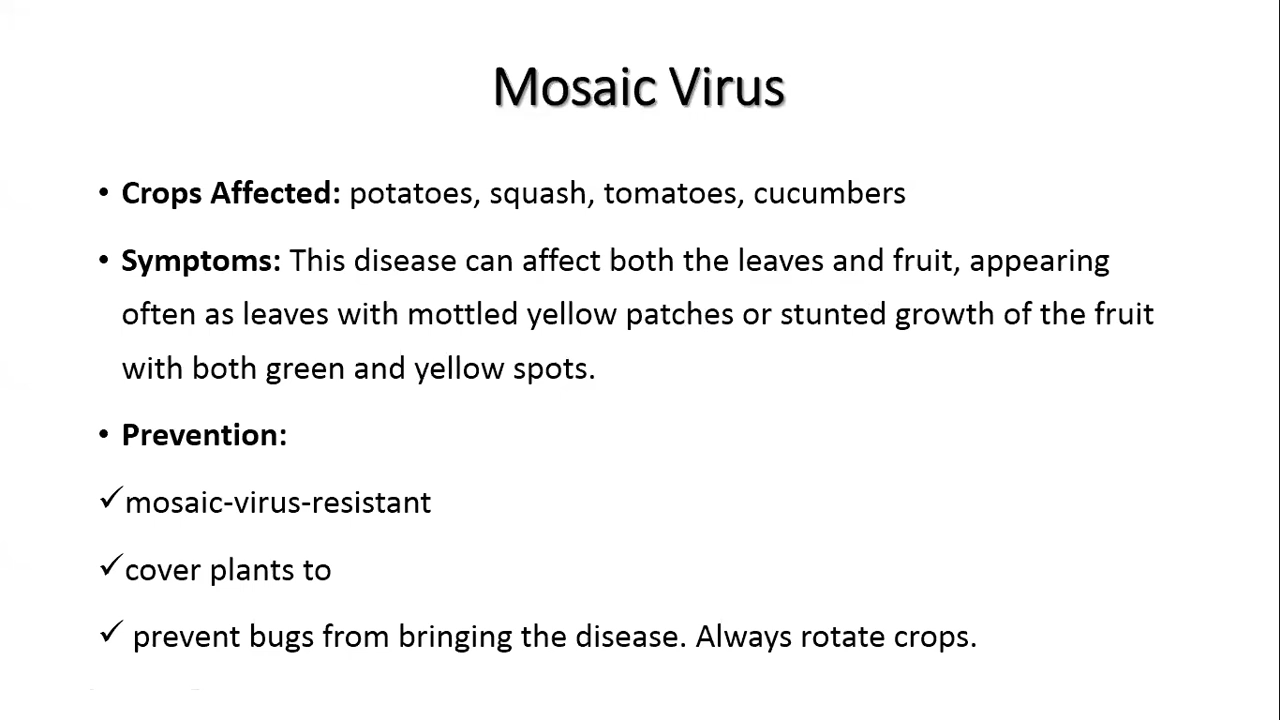 Mosaic Virus
• Crops Affected: potatoes, squash, tomatoes, cucumbers
• Symptoms: This disease can affect both the leaves and fruit, appearing
often as leaves with mottled yellow patches or stunted growth of the fruit
with both green and yellow spots.
• Prevention:
✓mosaic-virus-resistant
✓cover plants to
✓ prevent bugs from bringing the disease. Always rotate crops.